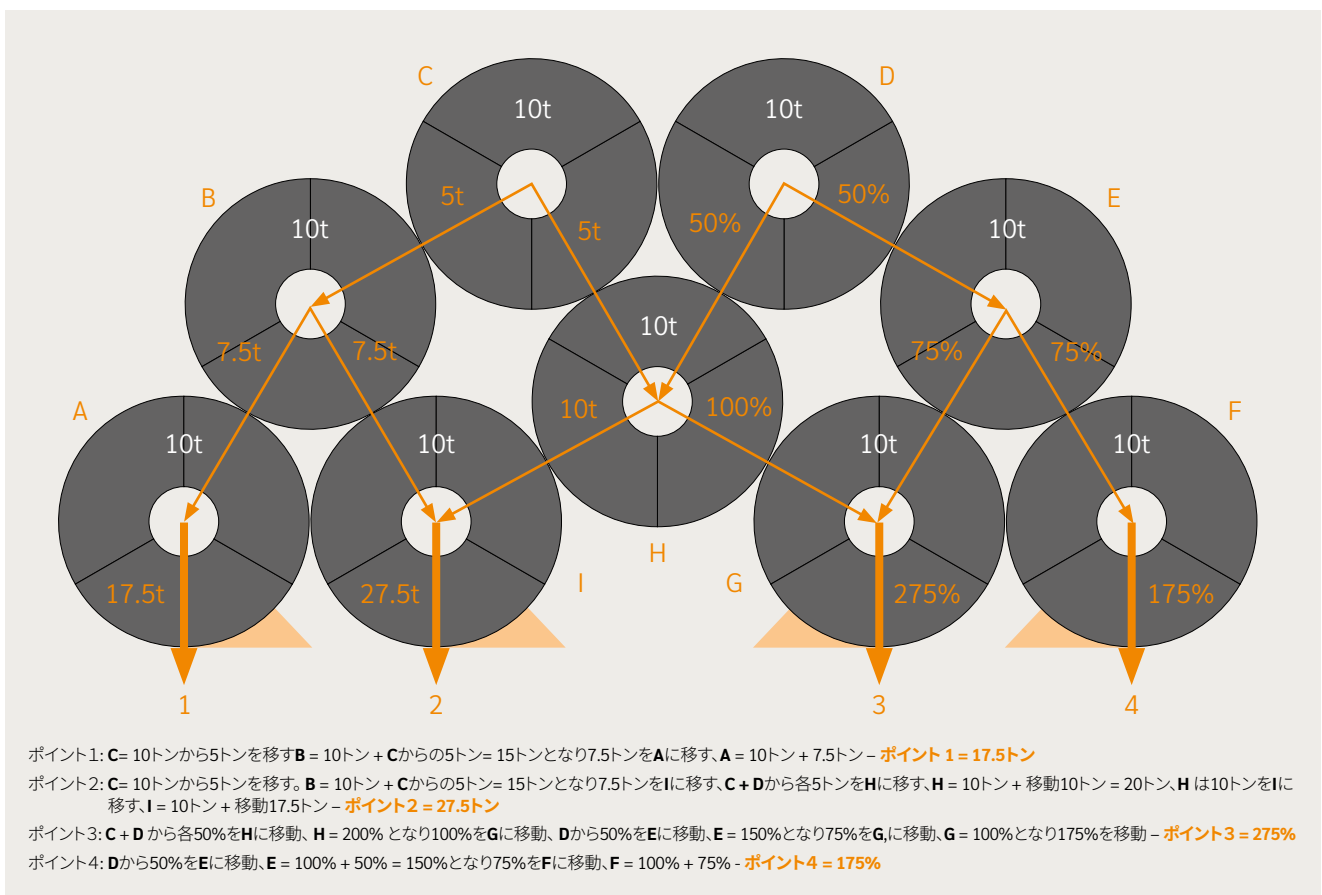 C
D
10t
10t
B
5t
5t
50%
50%
E
10t
10t
10t
7.5t
7.5t
75%
75%
A
10t
100%
F
10t
10t
10t
10t
H
17.5t
27.5t
I
G
275%
175%
1
2
3
4
ポイント1: C= 10トンから5トンを移すB = 10トン + Cからの5トン= 15トンとなり7.5トンをAに移す、A = 10トン + 7.5トン – ポイント 1 = 17.5トン
ポイント2: C= 10トンから5トンを移す。B = 10トン + Cからの5トン= 15トンとなり7.5トンをIに移す、C + Dから各5トンをHに移す、H = 10トン + 移動10トン = 20トン、H は10トンをIに
移す、I = 10トン + 移動17.5トン – ポイント2 = 27.5トン
ポイント3: C + D から各50%をHに移動、H = 200% となり100%をGに移動、Dから50%をEに移動、E = 150%となり75%をG,に移動、G = 100%となり175%を移動 – ポイント3 = 275%
ポイント4: Dから50%をEに移動、E = 100% + 50% = 150%となり75%をFに移動、F = 100% + 75% - ポイント4 = 175%